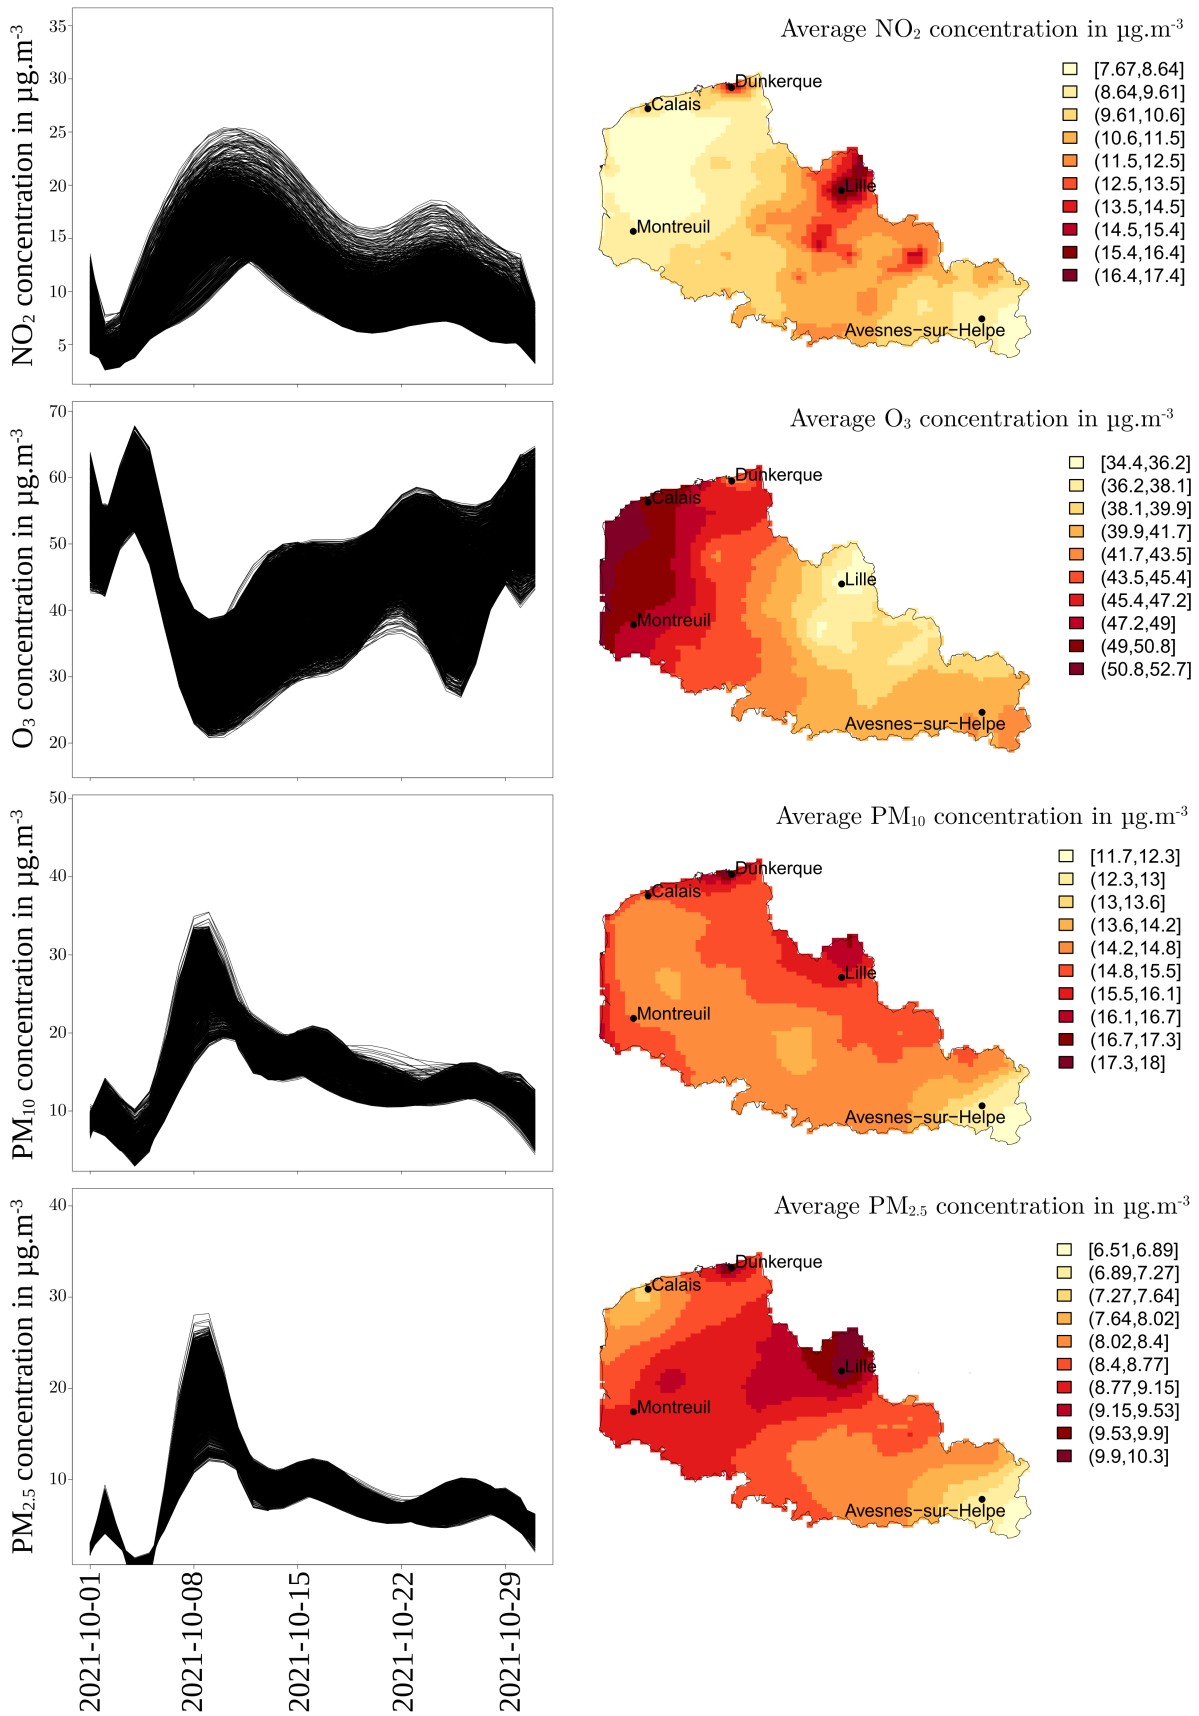 NO₂ concentration in µg.m⁻³
35
30
25
20
15
10
5
Average NO₂ concentration in µg.m⁻³
Dunkerque
Calais
Lille
Montreuil
Avesnes−sur−Helpe
[7.67,8.64]
(8.64,9.61]
(9.61,10.6]
(10.6,11.5]
(11.5,12.5]
(12.5,13.5]
(13.5,14.5]
(14.5,15.4]
(15.4,16.4]
(16.4,17.4]
O₃ concentration in µg.m⁻³
70
60
50
40
30
20
Average O₃ concentration in µg.m⁻³
Dunkerque
Calais
Lille
Montreuil
Avesnes−sur−Helpe
[34.4,36.2]
(36.2,38.1]
(38.1,39.9]
(39.9,41.7]
(41.7,43.5]
(43.5,45.4]
(45.4,47.2]
(47.2,49]
(49,50.8]
(50.8,52.7]
PM₁₀ concentration in µg.m⁻³
50
40
30
20
10
Average PM₁₀ concentration in µg.m⁻³
Dunkerque
Calais
Lille
Montreuil
Avesnes−sur−Helpe
[11.7,12.3]
(12.3,13]
(13,13.6]
(13.6,14.2]
(14.2,14.8]
(14.8,15.5]
(15.5,16.1]
(16.1,16.7]
(16.7,17.3]
(17.3,18]
PM₂.₅ concentration in µg.m⁻³
40
30
20
10
2021-10-01
2021-10-08
2021-10-15
2021-10-22
2021-10-29
Average PM₂.₅ concentration in µg.m⁻³
Dunkerque
Calais
Lille
Montreuil
Avesnes−sur−Helpe
[6.51,6.89]
(6.89,7.27]
(7.27,7.64]
(7.64,8.02]
(8.02,8.4]
(8.4,8.77]
(8.77,9.15]
(9.15,9.53]
(9.53,9.9]
(9.9,10.3]